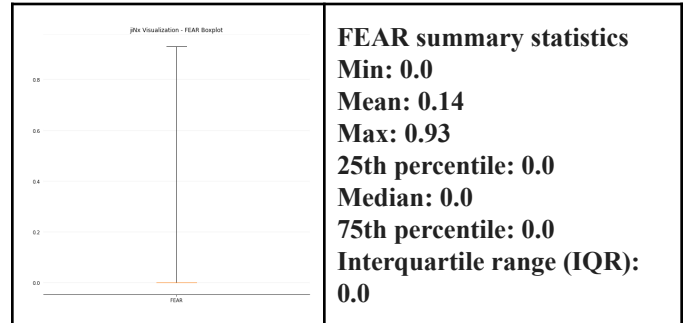 jiNx Visualization - FEAR Boxplot
0.8
0.6
0.4
0.2
0.0
FEAR
FEAR summary statistics
Min: 0.0
Mean: 0.14
Max: 0.93
25th percentile: 0.0
Median: 0.0
75th percentile: 0.0
Interquartile range (IQR):
0.0